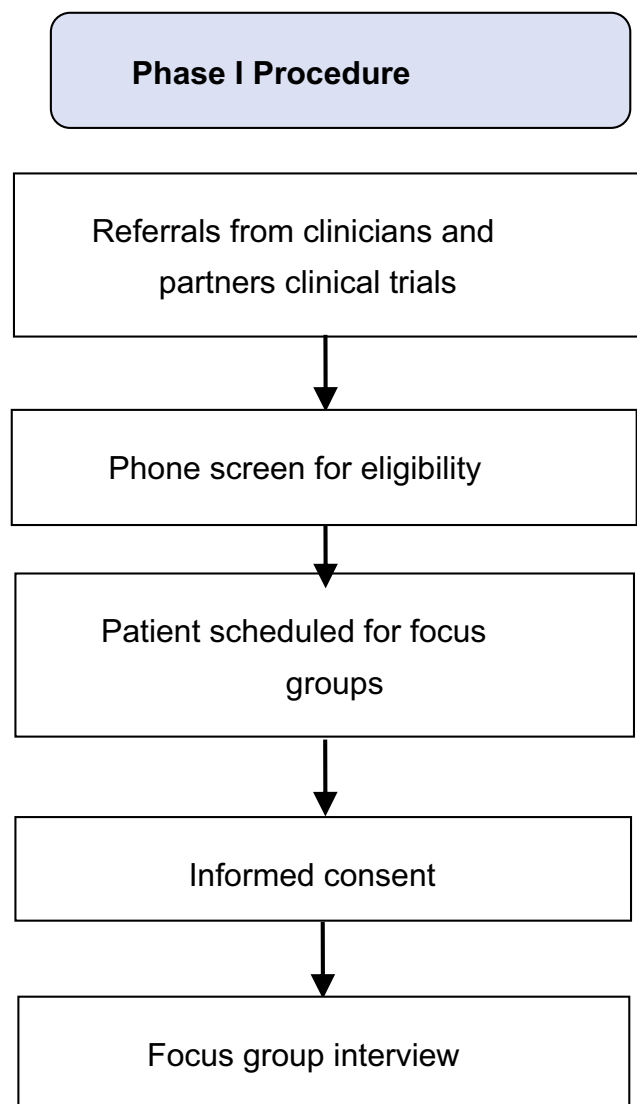 Phase I Procedure
Referrals from clinicians and
partners clinical trials
Phone screen for eligibility
Patient scheduled for focus
groups
Informed consent
Focus group interview